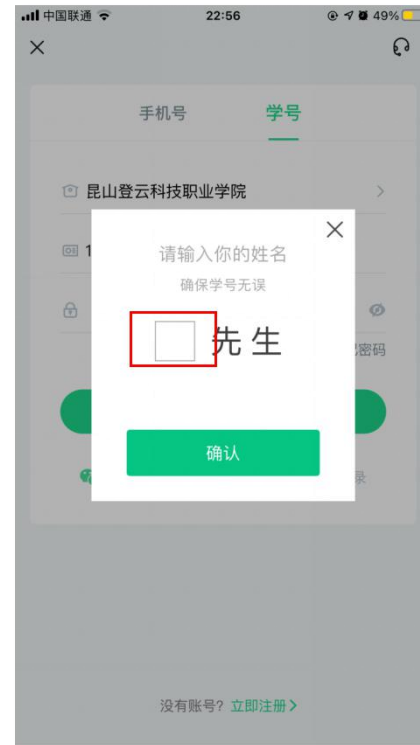 中国联通 22:56 49%
手机号 学号
昆山登云科技职业学院
1
请输入你的姓名
确保学号无误
先生
密码
确认
录
没有账号? 立即注册>